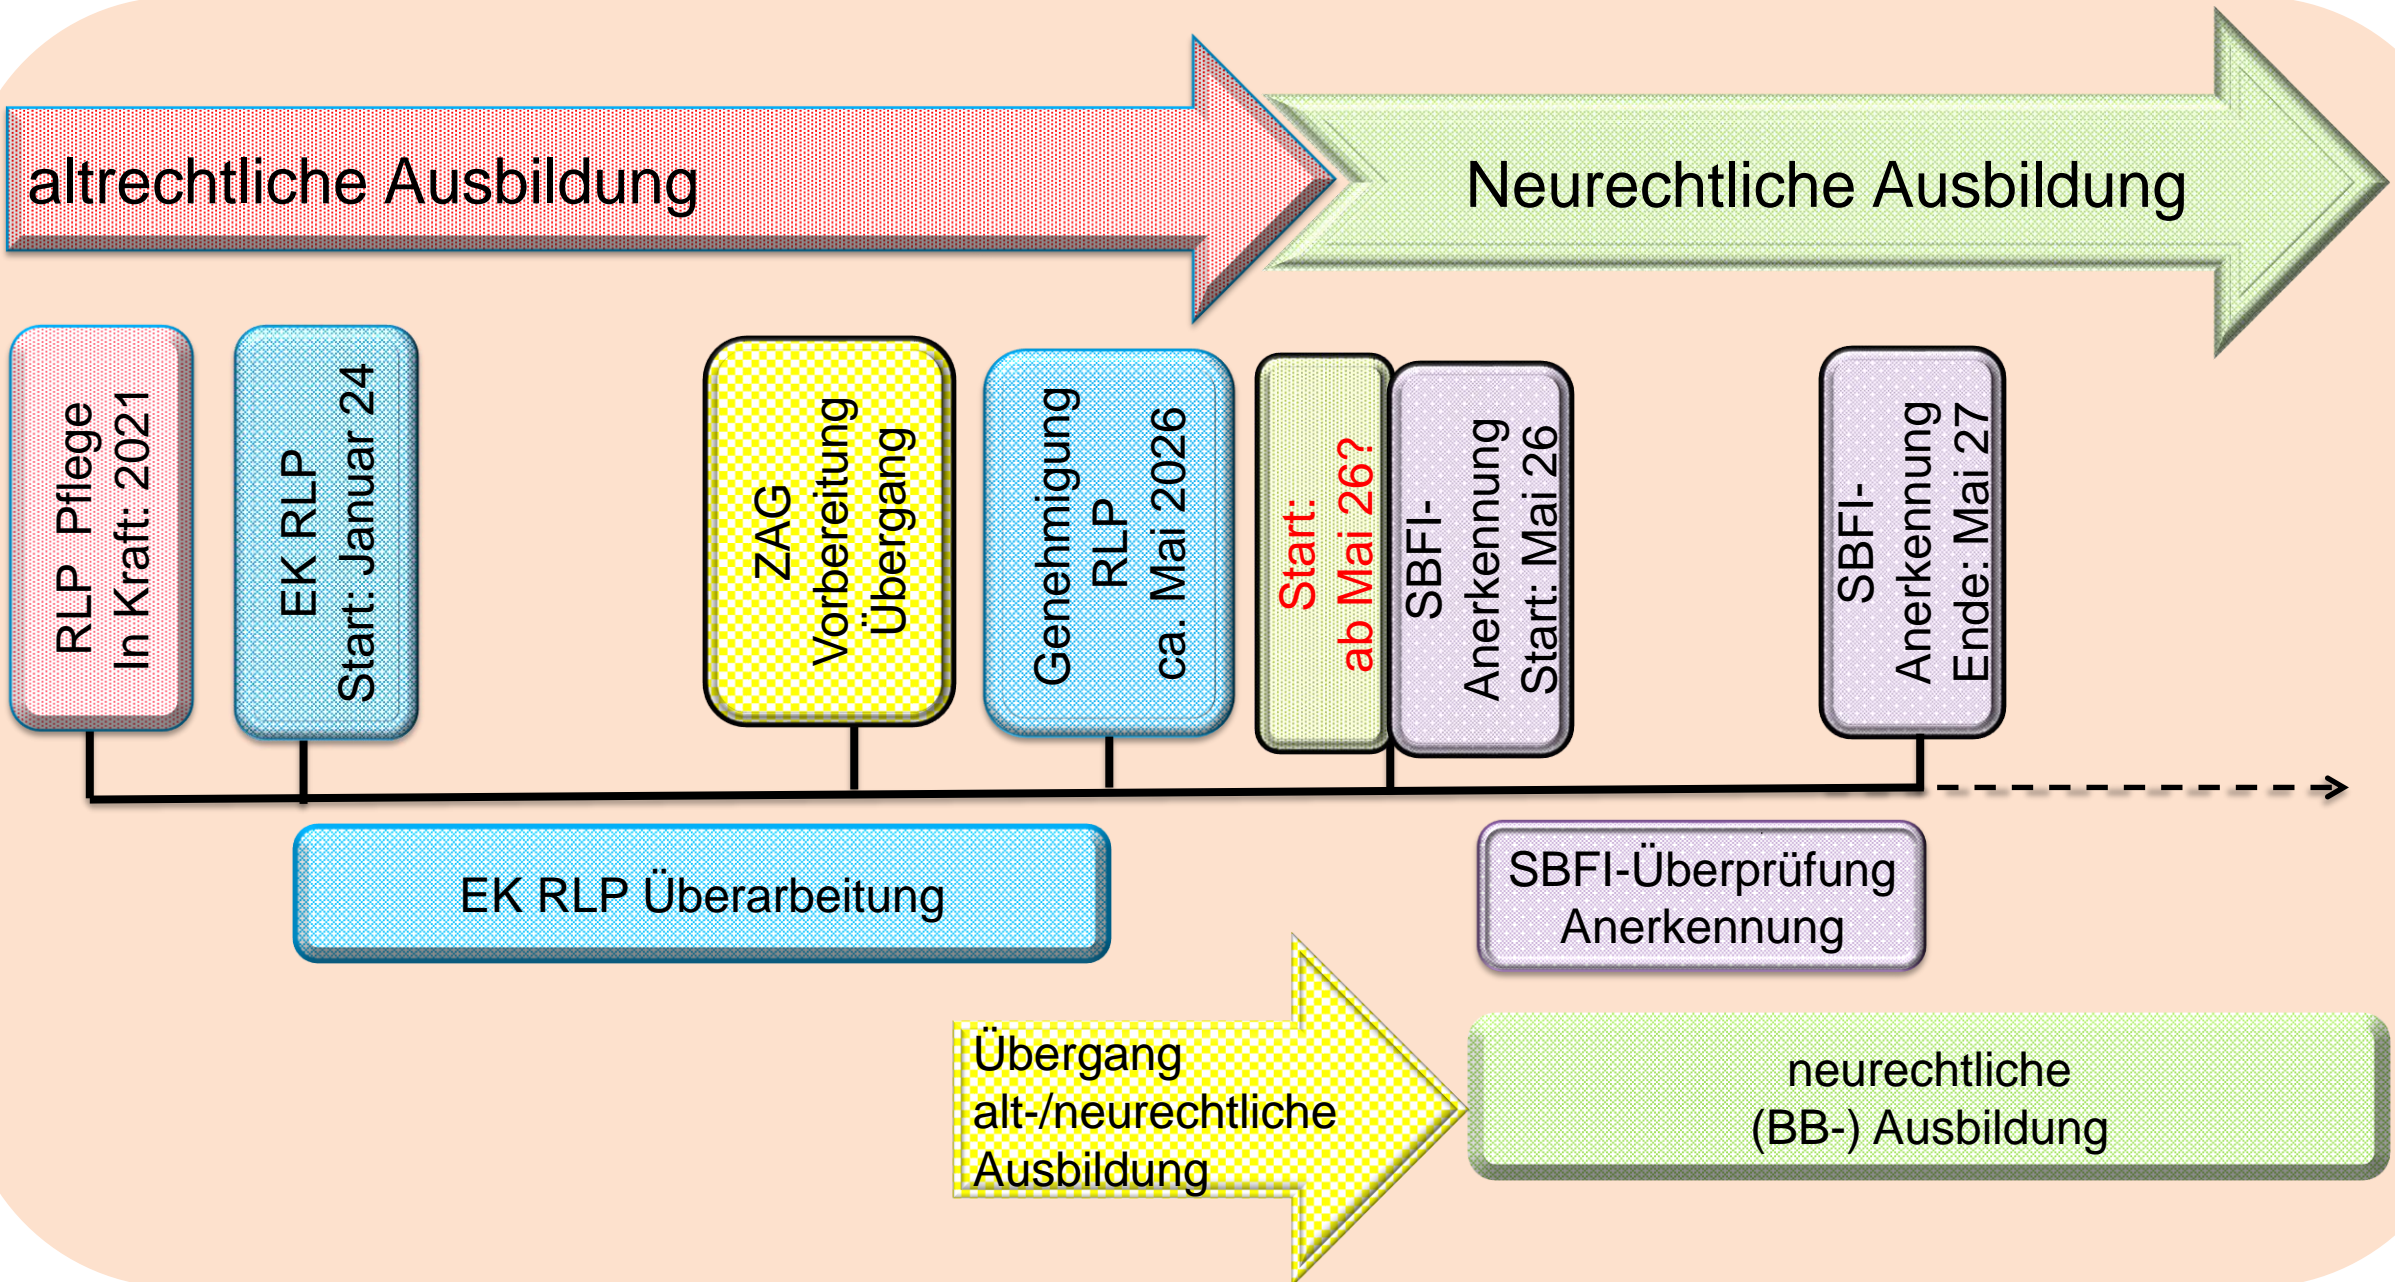 altrechtliche Ausbildung
Neurechtliche Ausbildung
RLP Pflege
In Kraft: 2021
EK RLP
Start: Januar 24
ZAG
Vorbereitung
Übergang
Genehmigung
RLP
ca. Mai 2026
Start:
ab Mai 26?
SBFI-
Anerkennung
Start: Mai 26
SBFI-
Anerkennung
Ende: Mai 27
EK RLP Überarbeitung
SBFI-Überprüfung
Anerkennung
Übergang
alt-/neurechtliche
Ausbildung
neurechtliche
(BB-) Ausbildung